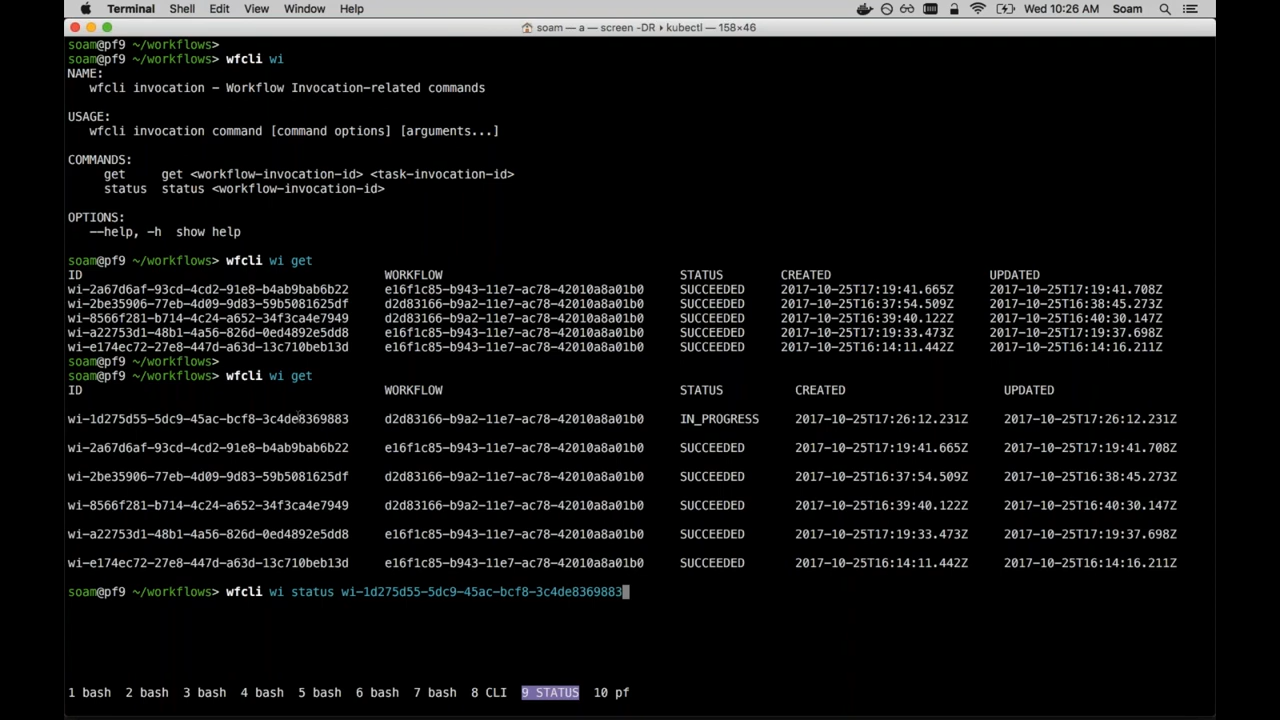 Terminal Shell Edit View Window Help Wed 10:26 AM Soam
soam — a — screen -DR ▸ kubectl — 158×46
soam@pf9 ~/workflows>
soam@pf9 ~/workflows> wfcli wi
NAME:
wfcli invocation - Workflow Invocation-related commands
USAGE:
wfcli invocation command [command options] [arguments...]
COMMANDS:
get get <workflow-invocation-id> <task-invocation-id>
status status <workflow-invocation-id>
OPTIONS:
--help, -h show help
soam@pf9 ~/workflows> wfcli wi get
ID WORKFLOW STATUS CREATED UPDATED
wi-2a67d6af-93cd-4cd2-91e8-b4ab9bab6b22 e16f1c85-b943-11e7-ac78-42010a8a01b0 SUCCEEDED 2017-10-25T17:19:41.665Z 2017-10-25T17:19:41.708Z
wi-2be35906-77eb-4d09-9d83-59b5081625df d2d83166-b9a2-11e7-ac78-42010a8a01b0 SUCCEEDED 2017-10-25T16:37:54.509Z 2017-10-25T16:38:45.273Z
wi-8566f281-b714-4c24-a652-34f3ca4e7949 d2d83166-b9a2-11e7-ac78-42010a8a01b0 SUCCEEDED 2017-10-25T16:39:40.122Z 2017-10-25T16:40:30.147Z
wi-a22753d1-48b1-4a56-826d-0ed4892e5dd8 e16f1c85-b943-11e7-ac78-42010a8a01b0 SUCCEEDED 2017-10-25T17:19:33.473Z 2017-10-25T17:19:37.698Z
wi-e174ec72-27e8-447d-a63d-13c710beb13d e16f1c85-b943-11e7-ac78-42010a8a01b0 SUCCEEDED 2017-10-25T16:14:11.442Z 2017-10-25T16:14:16.211Z
soam@pf9 ~/workflows>
soam@pf9 ~/workflows> wfcli wi get
ID WORKFLOW STATUS CREATED UPDATED
wi-1d275d55-5dc9-45ac-bcf8-3c4de8369883 d2d83166-b9a2-11e7-ac78-42010a8a01b0 IN_PROGRESS 2017-10-25T17:26:12.231Z 2017-10-25T17:26:12.231Z
wi-2a67d6af-93cd-4cd2-91e8-b4ab9bab6b22 e16f1c85-b943-11e7-ac78-42010a8a01b0 SUCCEEDED 2017-10-25T17:19:41.665Z 2017-10-25T17:19:41.708Z
wi-2be35906-77eb-4d09-9d83-59b5081625df d2d83166-b9a2-11e7-ac78-42010a8a01b0 SUCCEEDED 2017-10-25T16:37:54.509Z 2017-10-25T16:38:45.273Z
wi-8566f281-b714-4c24-a652-34f3ca4e7949 d2d83166-b9a2-11e7-ac78-42010a8a01b0 SUCCEEDED 2017-10-25T16:39:40.122Z 2017-10-25T16:40:30.147Z
wi-a22753d1-48b1-4a56-826d-0ed4892e5dd8 e16f1c85-b943-11e7-ac78-42010a8a01b0 SUCCEEDED 2017-10-25T17:19:33.473Z 2017-10-25T17:19:37.698Z
wi-e174ec72-27e8-447d-a63d-13c710beb13d e16f1c85-b943-11e7-ac78-42010a8a01b0 SUCCEEDED 2017-10-25T16:14:11.442Z 2017-10-25T16:14:16.211Z
soam@pf9 ~/workflows> wfcli wi status wi-1d275d55-5dc9-45ac-bcf8-3c4de8369883
1 bash 2 bash 3 bash 4 bash 5 bash 6 bash 7 bash 8 CLI 9 STATUS 10 pf